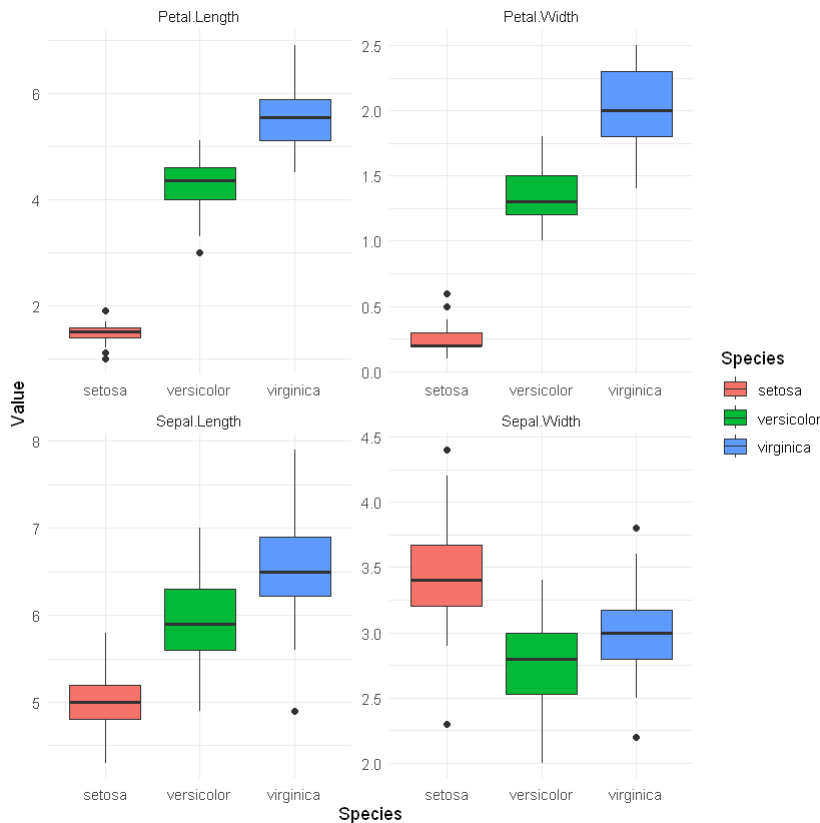 Petal.Length
Petal.Width
6
4
2
2.5
2.0
1.5
1.0
0.5
0.0
setosa
versicolor
virginica
setosa
versicolor
virginica
Value
Sepal.Length
Sepal.Width
8
7
6
5
4.5
4.0
3.5
3.0
2.5
2.0
setosa
versicolor
virginica
setosa
versicolor
virginica
Species
Species
setosa
versicolor
virginica